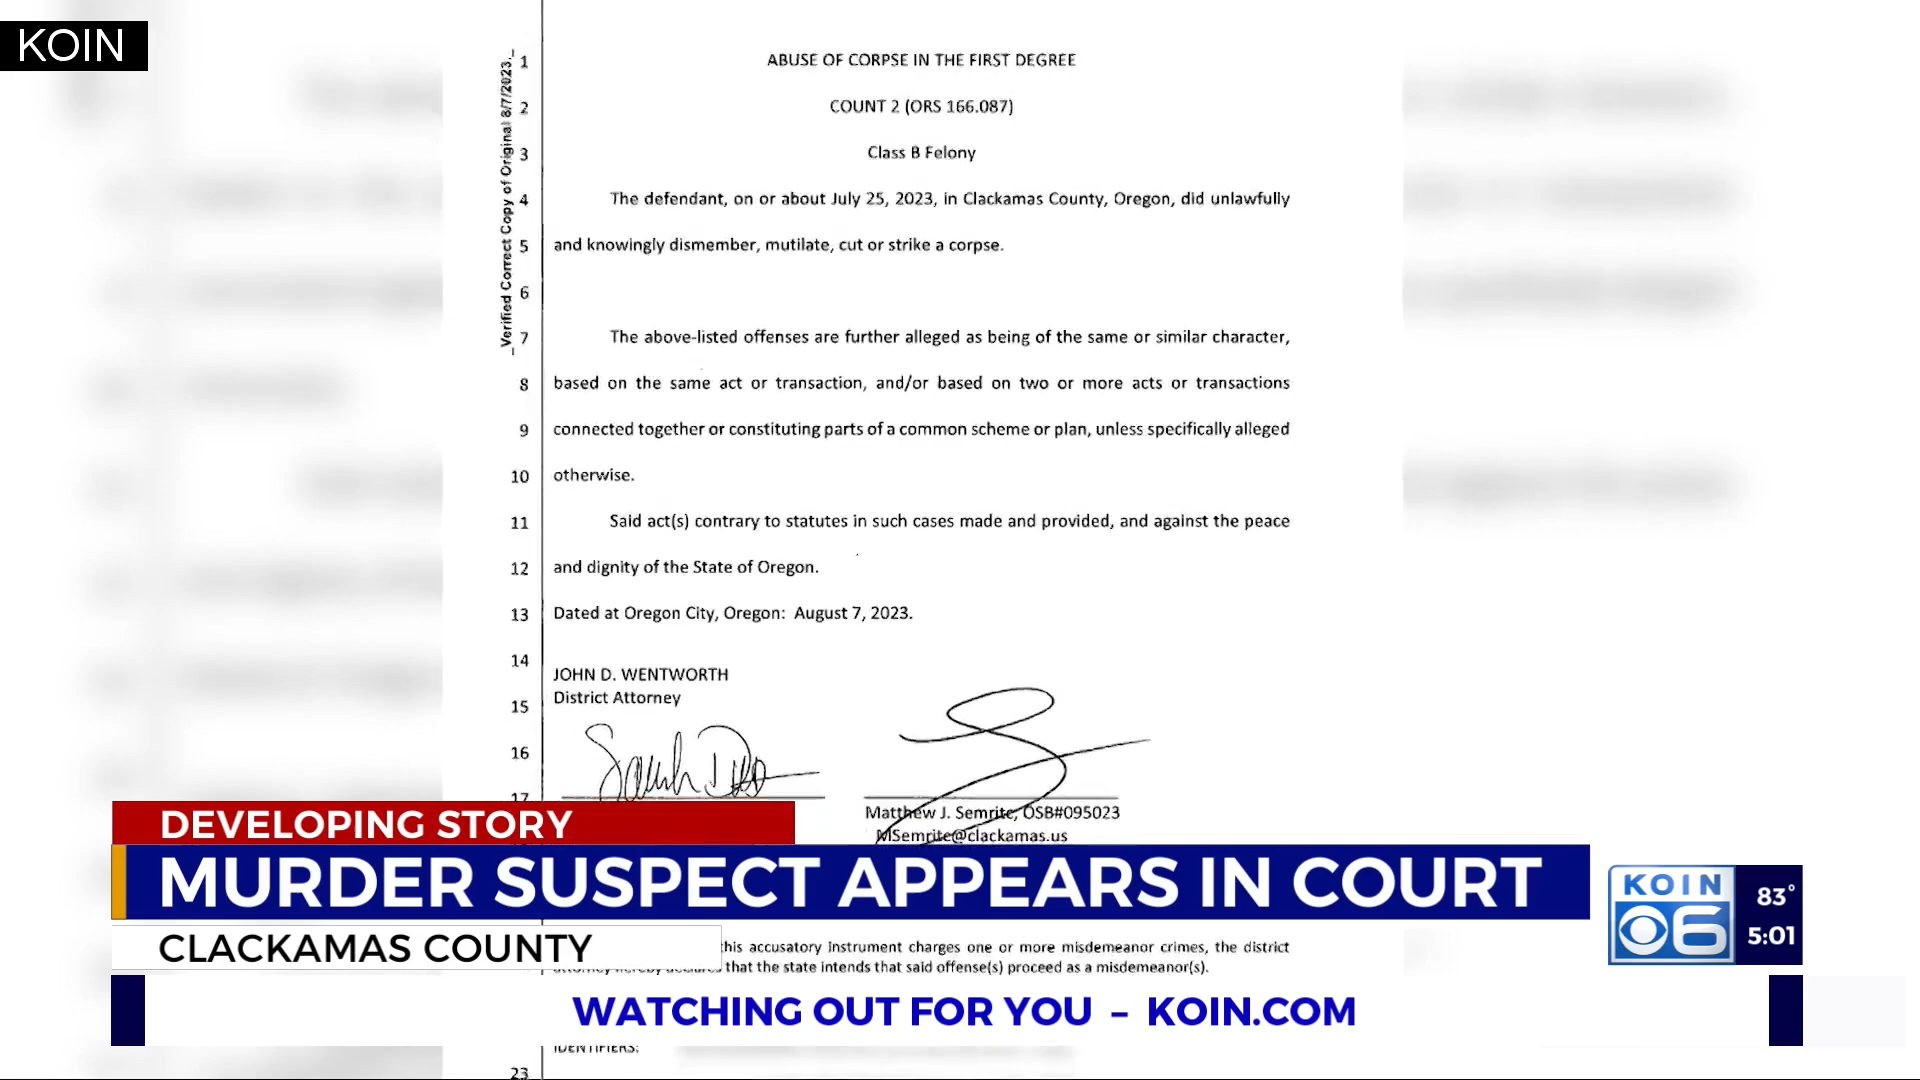 KOIN
_Verified Correct Copy of Original 8/7/2023._
1 ABUSE OF CORPSE IN THE FIRST DEGREE
2 COUNT 2 (ORS 166.087)
3 Class B Felony
4 The defendant, on or about July 25, 2023, in Clackamas County, Oregon, did unlawfully
5 and knowingly dismember, mutilate, cut or strike a corpse.
6
7 The above-listed offenses are further alleged as being of the same or similar character,
8 based on the same act or transaction, and/or based on two or more acts or transactions
9 connected together or constituting parts of a common scheme or plan, unless specifically alleged
10 otherwise.
11 Said act(s) contrary to statutes in such cases made and provided, and against the peace
12 and dignity of the State of Oregon.
13 Dated at Oregon City, Oregon: August 7, 2023.
14
JOHN D. WENTWORTH
District Attorney
15
16
17
Matthew J. Semrite, OSB#095023
MSemrite@clackamas.us
DEVELOPING STORY
MURDER SUSPECT APPEARS IN COURT
CLACKAMAS COUNTY
this accusatory instrument charges one or more misdemeanor crimes, the district
that the state intends that said offense(s) proceed as a misdemeanor(s).
KOIN
6
83°
5:01
WATCHING OUT FOR YOU – KOIN.COM
IDENTIFIERS:
23